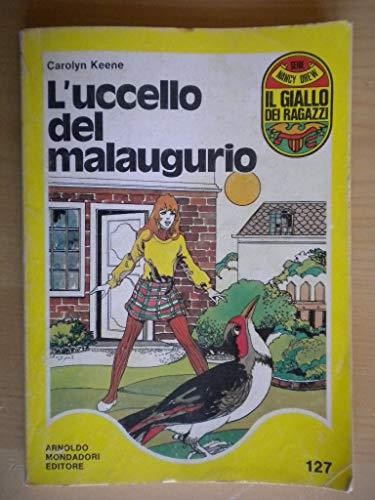 Carolyn Keene
L'uccello
del
malaugurio
SERIE
NANCY DREW
IL GIALLO
DEI RAGAZZI
ARNOLDO
MONDADORI
EDITORE
127